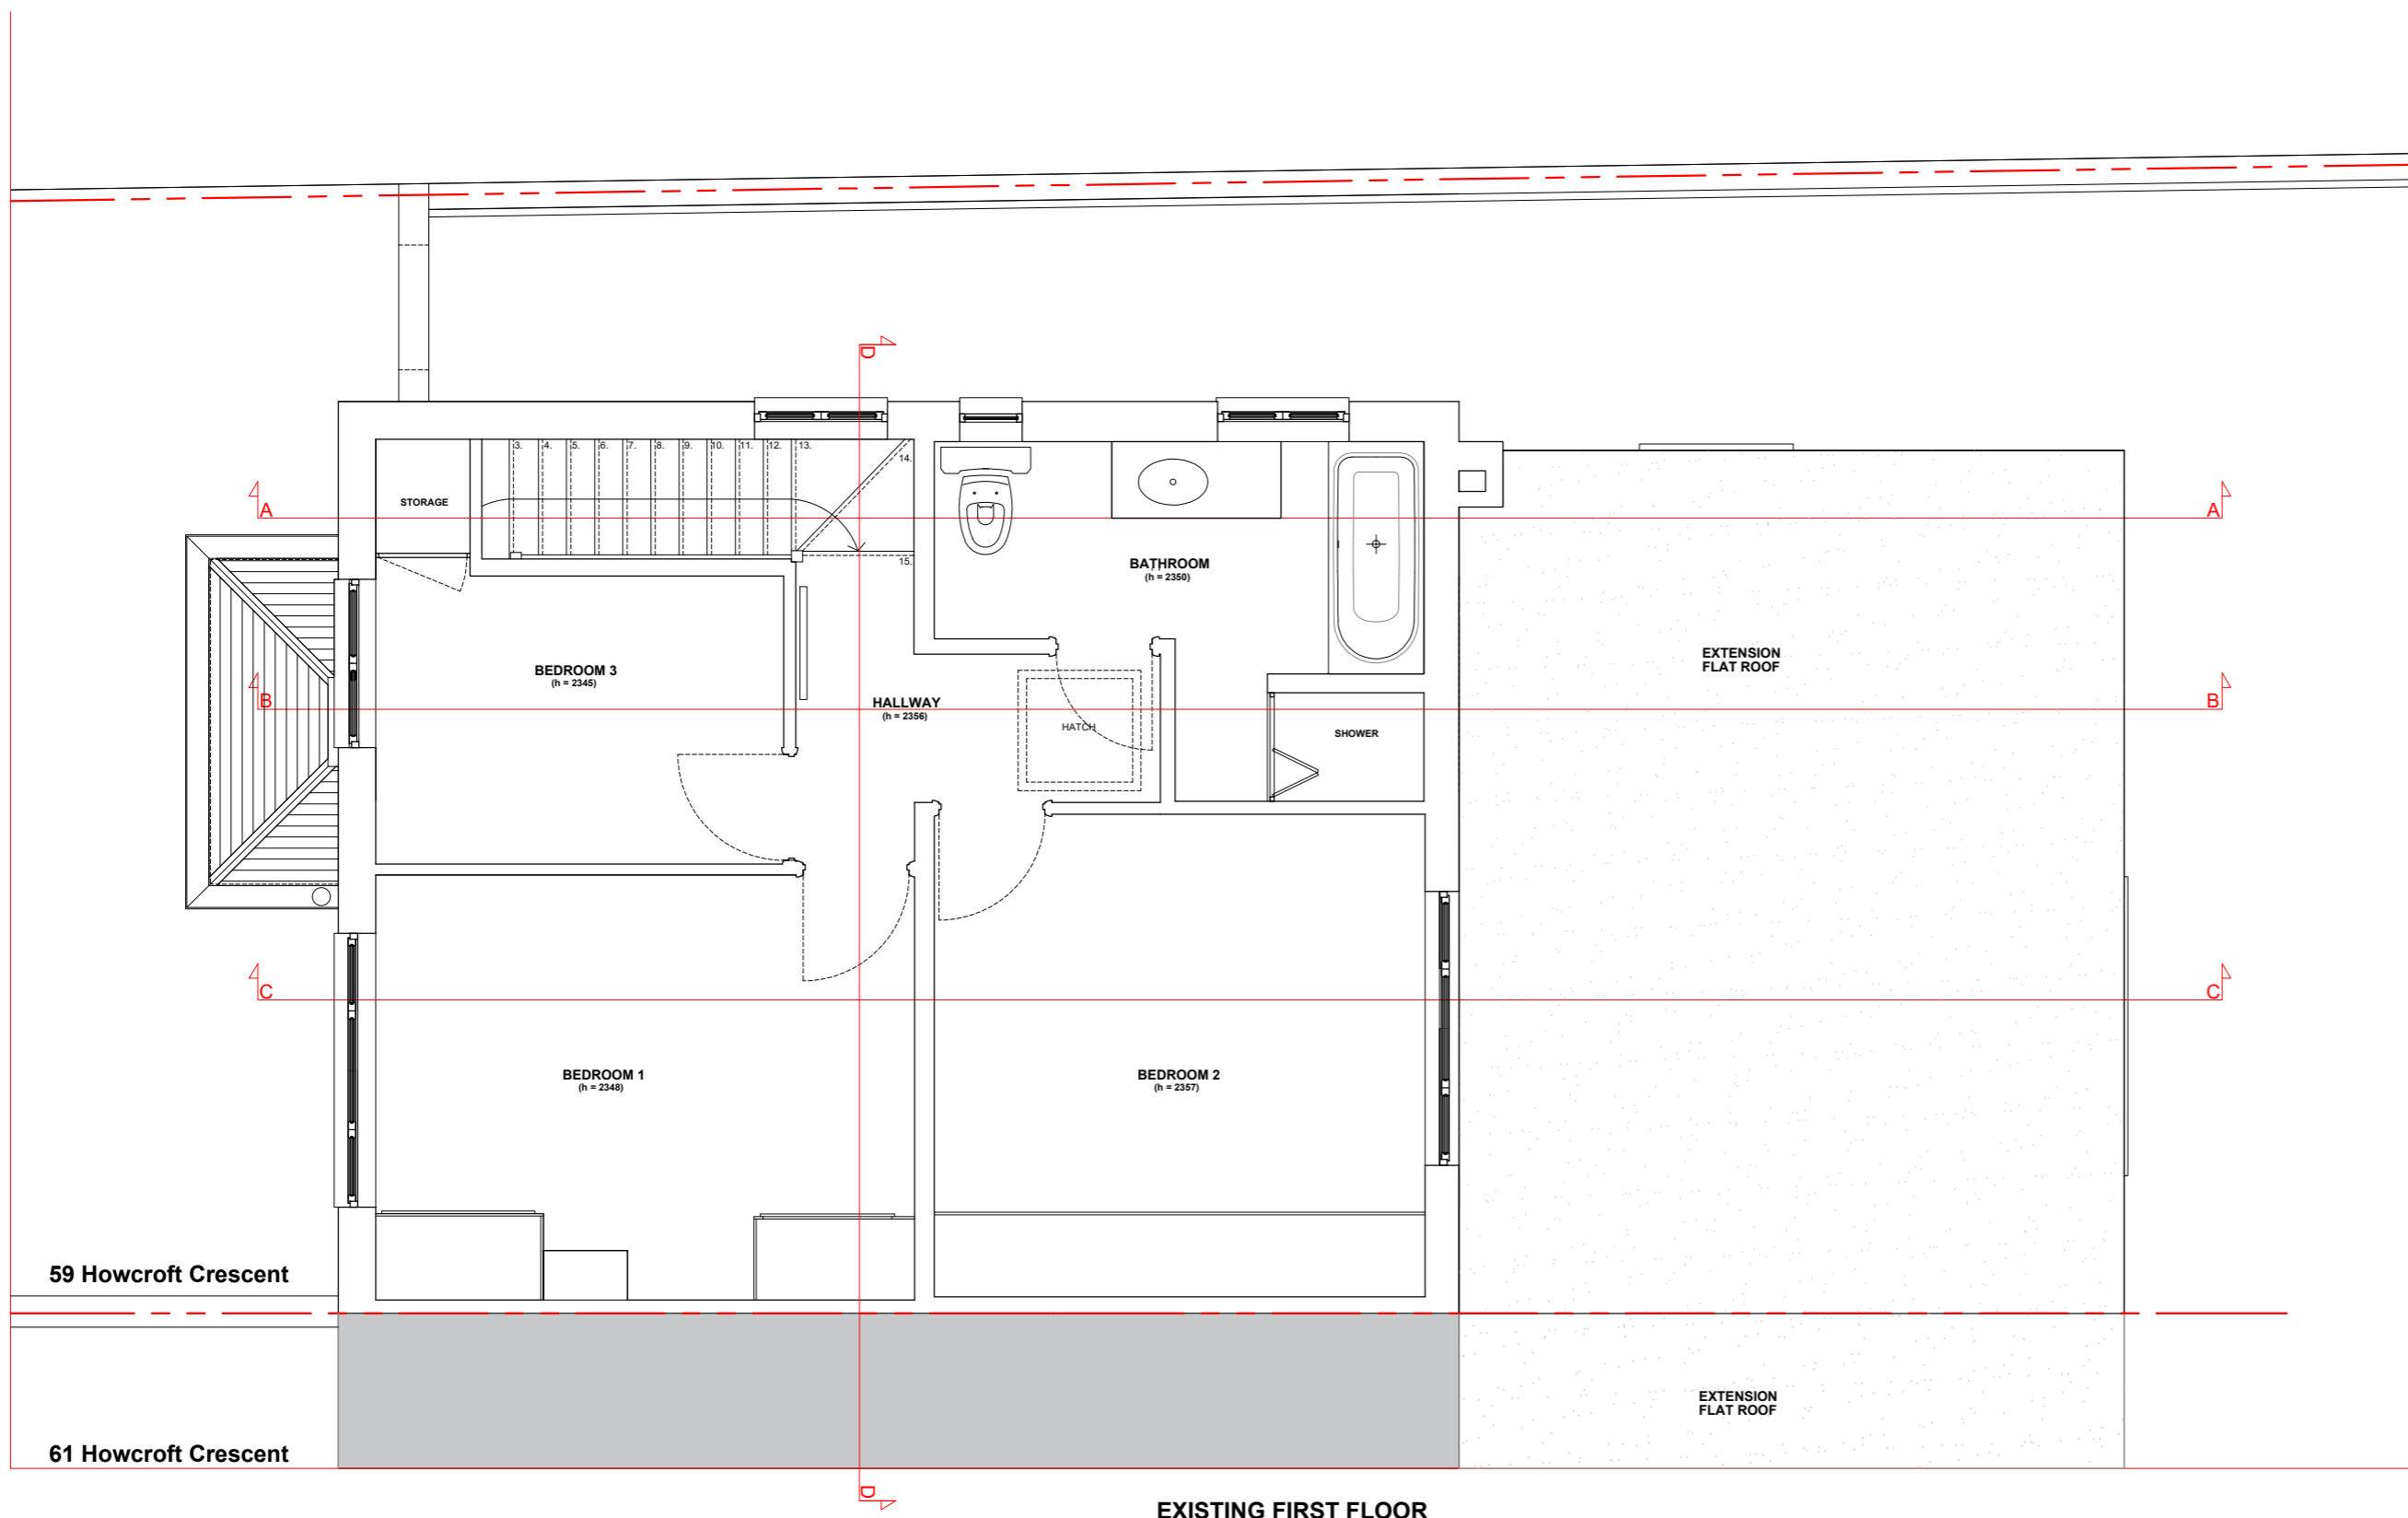 D
3. 4. 5. 6. 7. 8. 9. 10. 11. 12. 13.
14.
STORAGE
A
A
15.
BATHROOM
(h = 2350)
EXTENSION
FLAT ROOF
BEDROOM 3
(h = 2345)
B
HALLWAY
(h = 2356)
B
HATCH
SHOWER
C
C
BEDROOM 1
(h = 2348)
BEDROOM 2
(h = 2357)
59 Howcroft Crescent
EXTENSION
FLAT ROOF
61 Howcroft Crescent
D
EXISTING FIRST FLOOR